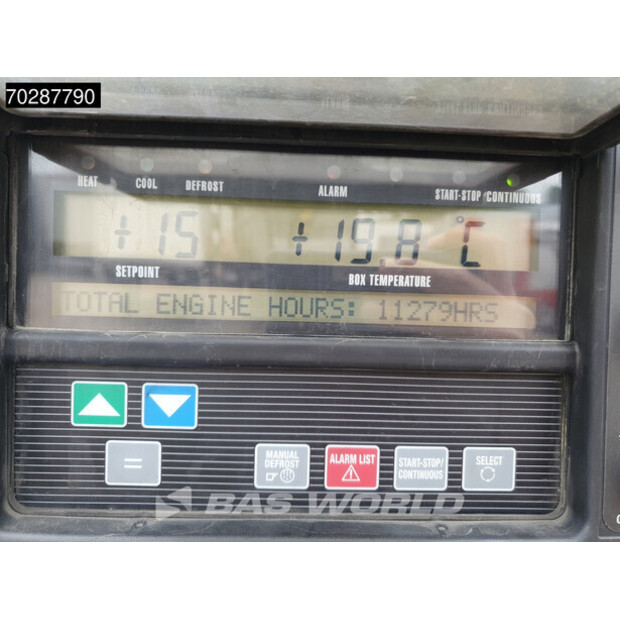 70287790
HEAT COOL DEFROST ALARM START-STOP/CONTINUOUS
+15 +19.8 °C
SETPOINT BOX TEMPERATURE
TOTAL ENGINE HOURS: 11279HRS
=
MANUAL DEFROST
ALARM LIST
START-STOP/ CONTINUOUS
SELECT
BAS WORLD